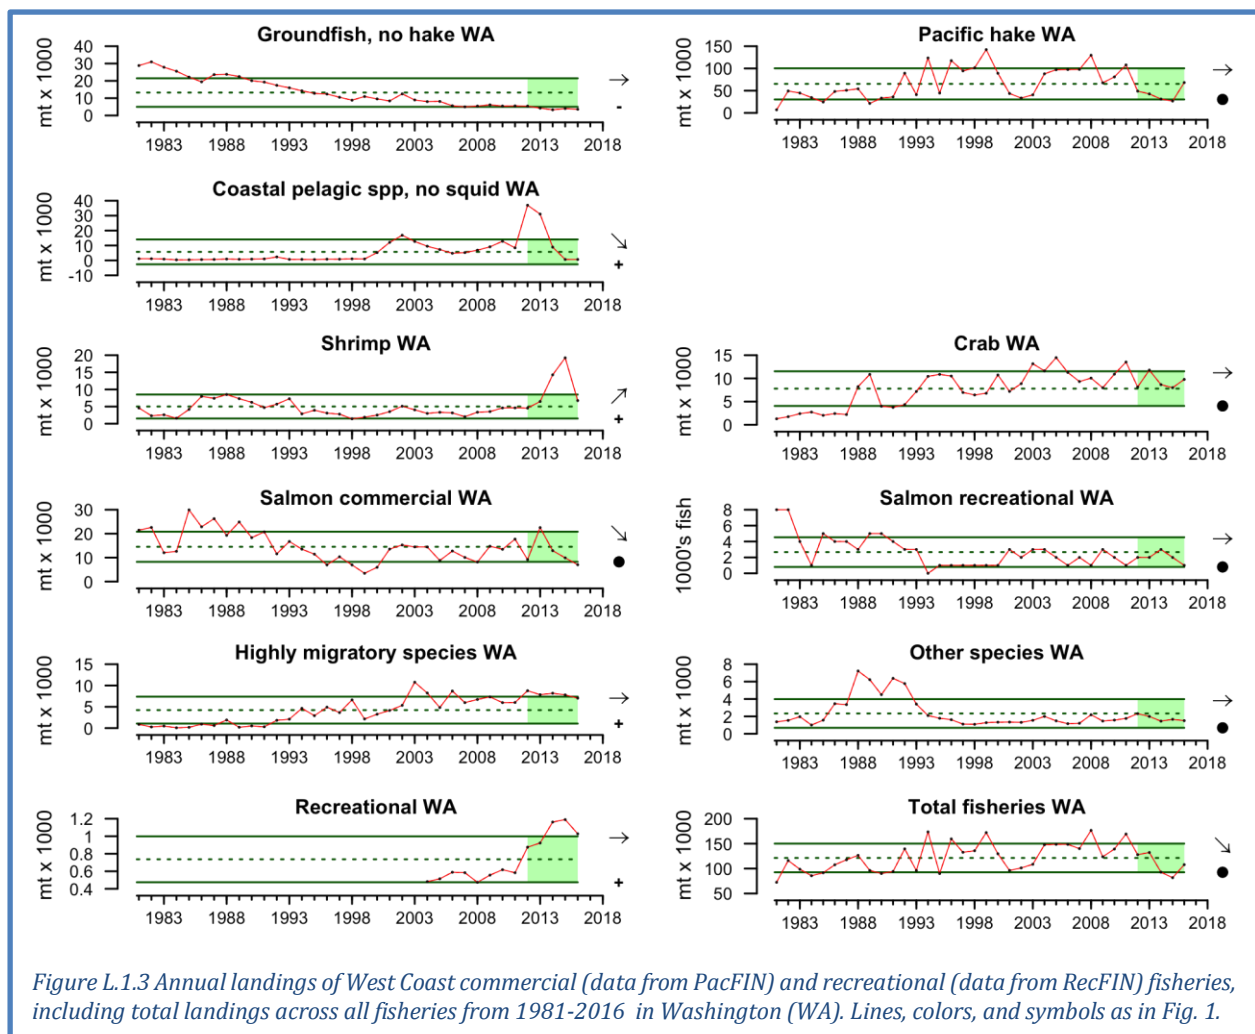 Groundfish, no hake WA
mt x 1000
40
30
20
10
0
1983 1988 1993 1998 2003 2008 2013 2018
→
-
Pacific hake WA
mt x 1000
150
100
50
0
1983 1988 1993 1998 2003 2008 2013 2018
→
●
Coastal pelagic spp, no squid WA
mt x 1000
40
30
20
10
0
-10
1983 1988 1993 1998 2003 2008 2013 2018
↘
+
Shrimp WA
mt x 1000
20
15
10
5
0
1983 1988 1993 1998 2003 2008 2013 2018
↗
+
Crab WA
mt x 1000
15
10
5
0
1983 1988 1993 1998 2003 2008 2013 2018
→
●
Salmon commercial WA
mt x 1000
30
20
10
0
1983 1988 1993 1998 2003 2008 2013 2018
↘
●
Salmon recreational WA
1000's fish
8
6
4
2
0
1983 1988 1993 1998 2003 2008 2013 2018
→
●
Highly migratory species WA
mt x 1000
15
10
5
0
1983 1988 1993 1998 2003 2008 2013 2018
→
+
Other species WA
mt x 1000
8
6
4
2
0
1983 1988 1993 1998 2003 2008 2013 2018
→
●
Recreational WA
mt x 1000
1.2
1
0.8
0.6
0.4
1983 1988 1993 1998 2003 2008 2013 2018
→
+
Total fisheries WA
mt x 1000
200
150
100
50
1983 1988 1993 1998 2003 2008 2013 2018
↘
●
Figure L.1.3 Annual landings of West Coast commercial (data from PacFIN) and recreational (data from RecFIN) fisheries,
including total landings across all fisheries from 1981-2016 in Washington (WA). Lines, colors, and symbols as in Fig. 1.